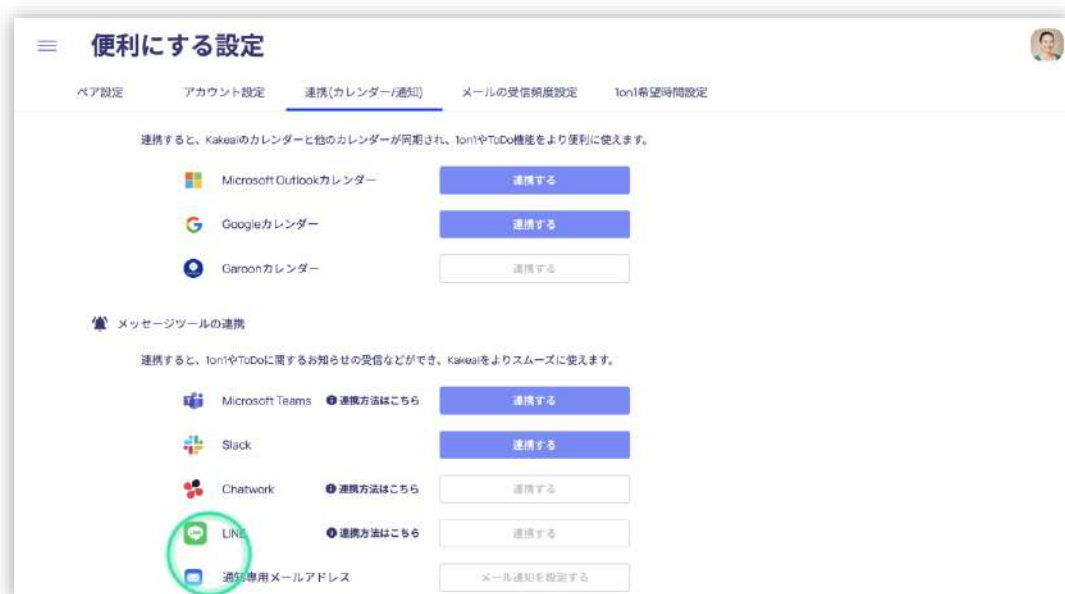 便利にする設定
ペア設定 アカウント設定 連携(カレンダー/通知) メールの受信頻度設定 1on1希望時間設定
連携すると、Kakeaiのカレンダーと他のカレンダーが同期され、1on1やToDo機能をより便利に使えます。
Microsoft Outlookカレンダー 連携する
Googleカレンダー 連携する
Garoonカレンダー 連携する
メッセージツールの連携
連携すると、1on1やToDoに関するお知らせの受信などができ、Kakeaiをよりスムーズに使えます。
Microsoft Teams 連携方法はこちら 連携する
Slack 連携する
Chatwork 連携方法はこちら 連携する
LINE LINE 連携方法はこちら 連携する
通知専用メールアドレス メール通知を設定する